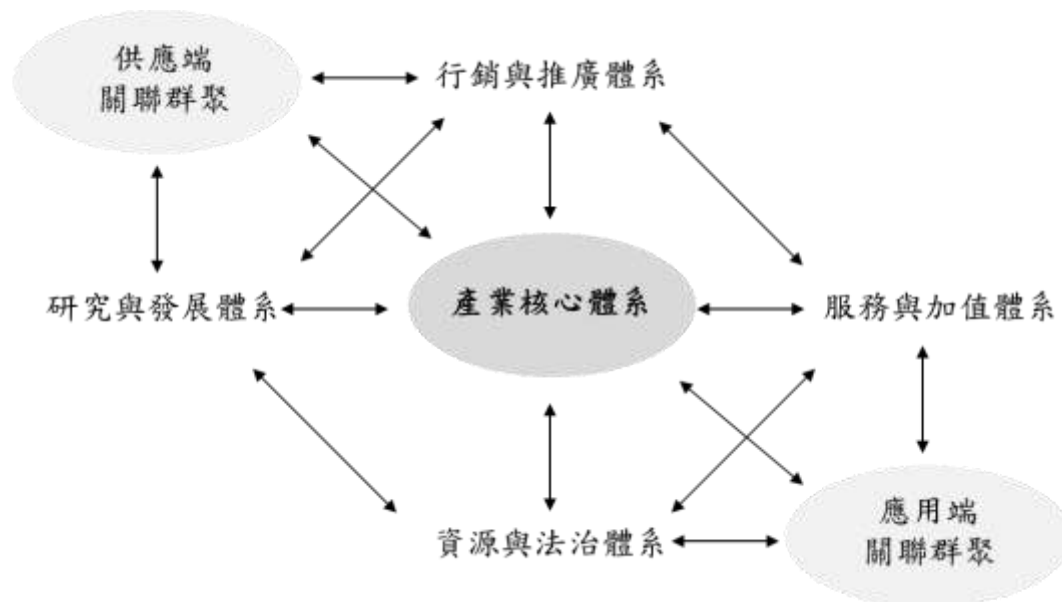 供應端
關聯群聚
行銷與推廣體系
研究與發展體系
產業核心體系
服務與加值體系
資源與法治體系
應用端
關聯群聚